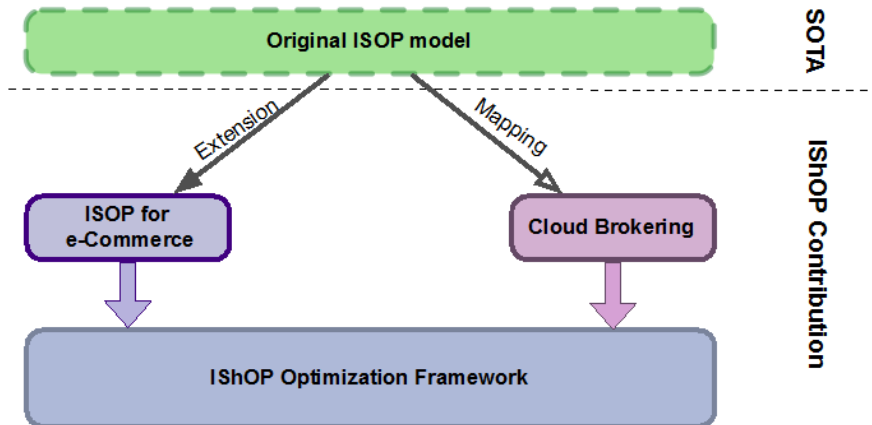 Original ISOP model
SOTA
Extension
Mapping
ISOP for
e-Commerce
Cloud Brokering
IShOP Contribution
IShOP Optimization Framework